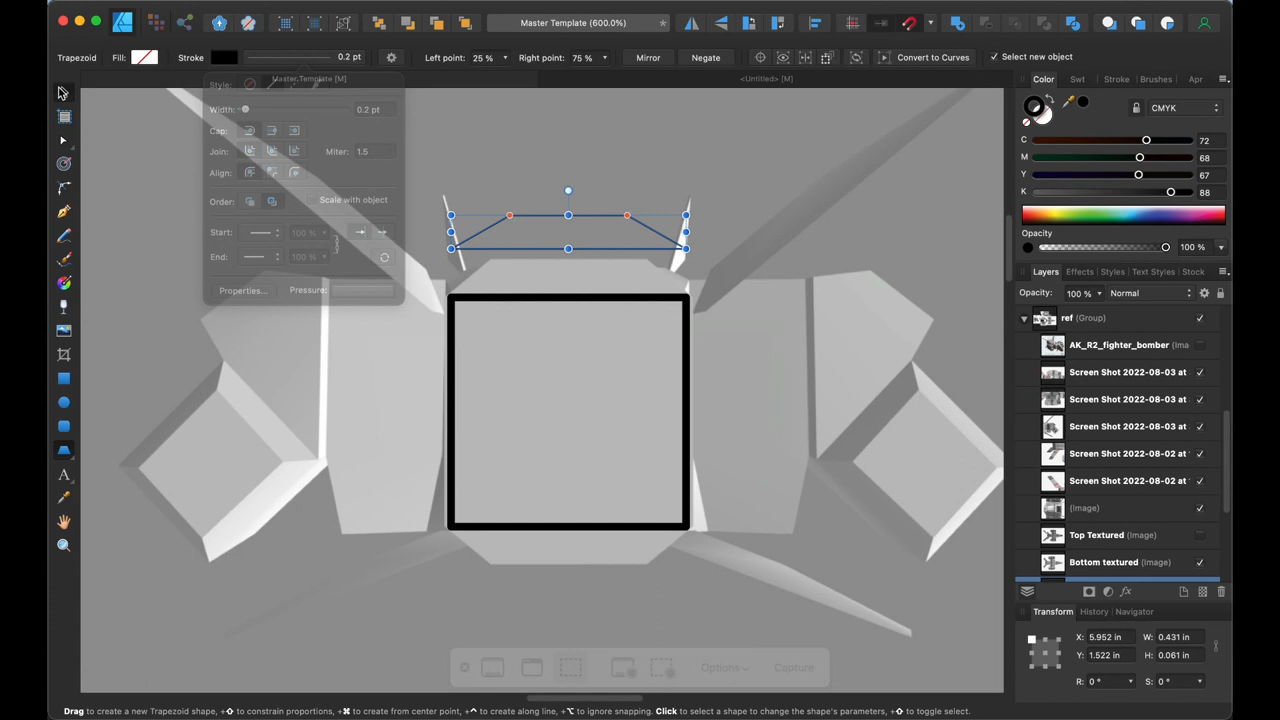 Master Template (600.0%)
Trapezoid Fill: Stroke 0.2 pt Left point: 25 % Right point: 75 % Mirror Negate Convert to Curves Select new object
Master Template [M] <Untitled> [M]
Style:
Width: 0.2 pt
Cap:
Join: Miter: 1.5
Align:
Order: Scale with object
Start: 100 %
End: 100 %
Properties... Pressure:
Color Swt Stroke Brushes Apr
CMYK
C 72
M 68
Y 67
K 88
Opacity
100 %
Layers Effects Styles Text Styles Stock
Opacity: 100 % Normal
ref (Group)
AK_R2_fighter_bomber (Ima
Screen Shot 2022-08-03 at
Screen Shot 2022-08-03 at
Screen Shot 2022-08-03 at
Screen Shot 2022-08-02 at
Screen Shot 2022-08-02 at
(Image)
Top Textured (Image)
Bottom textured (Image)
fx
Transform History Navigator
X: 5.952 in W: 0.431 in
Y: 1.522 in H: 0.061 in
R: 0 ° S: 0 °
Options Capture
Drag to create a new Trapezoid shape, +⇧ to constrain proportions, +⌘ to create from center point, +⌃ to create along line, +⌥ to ignore snapping. Click to select a shape to change the shape's parameters, +⇧ to toggle select.